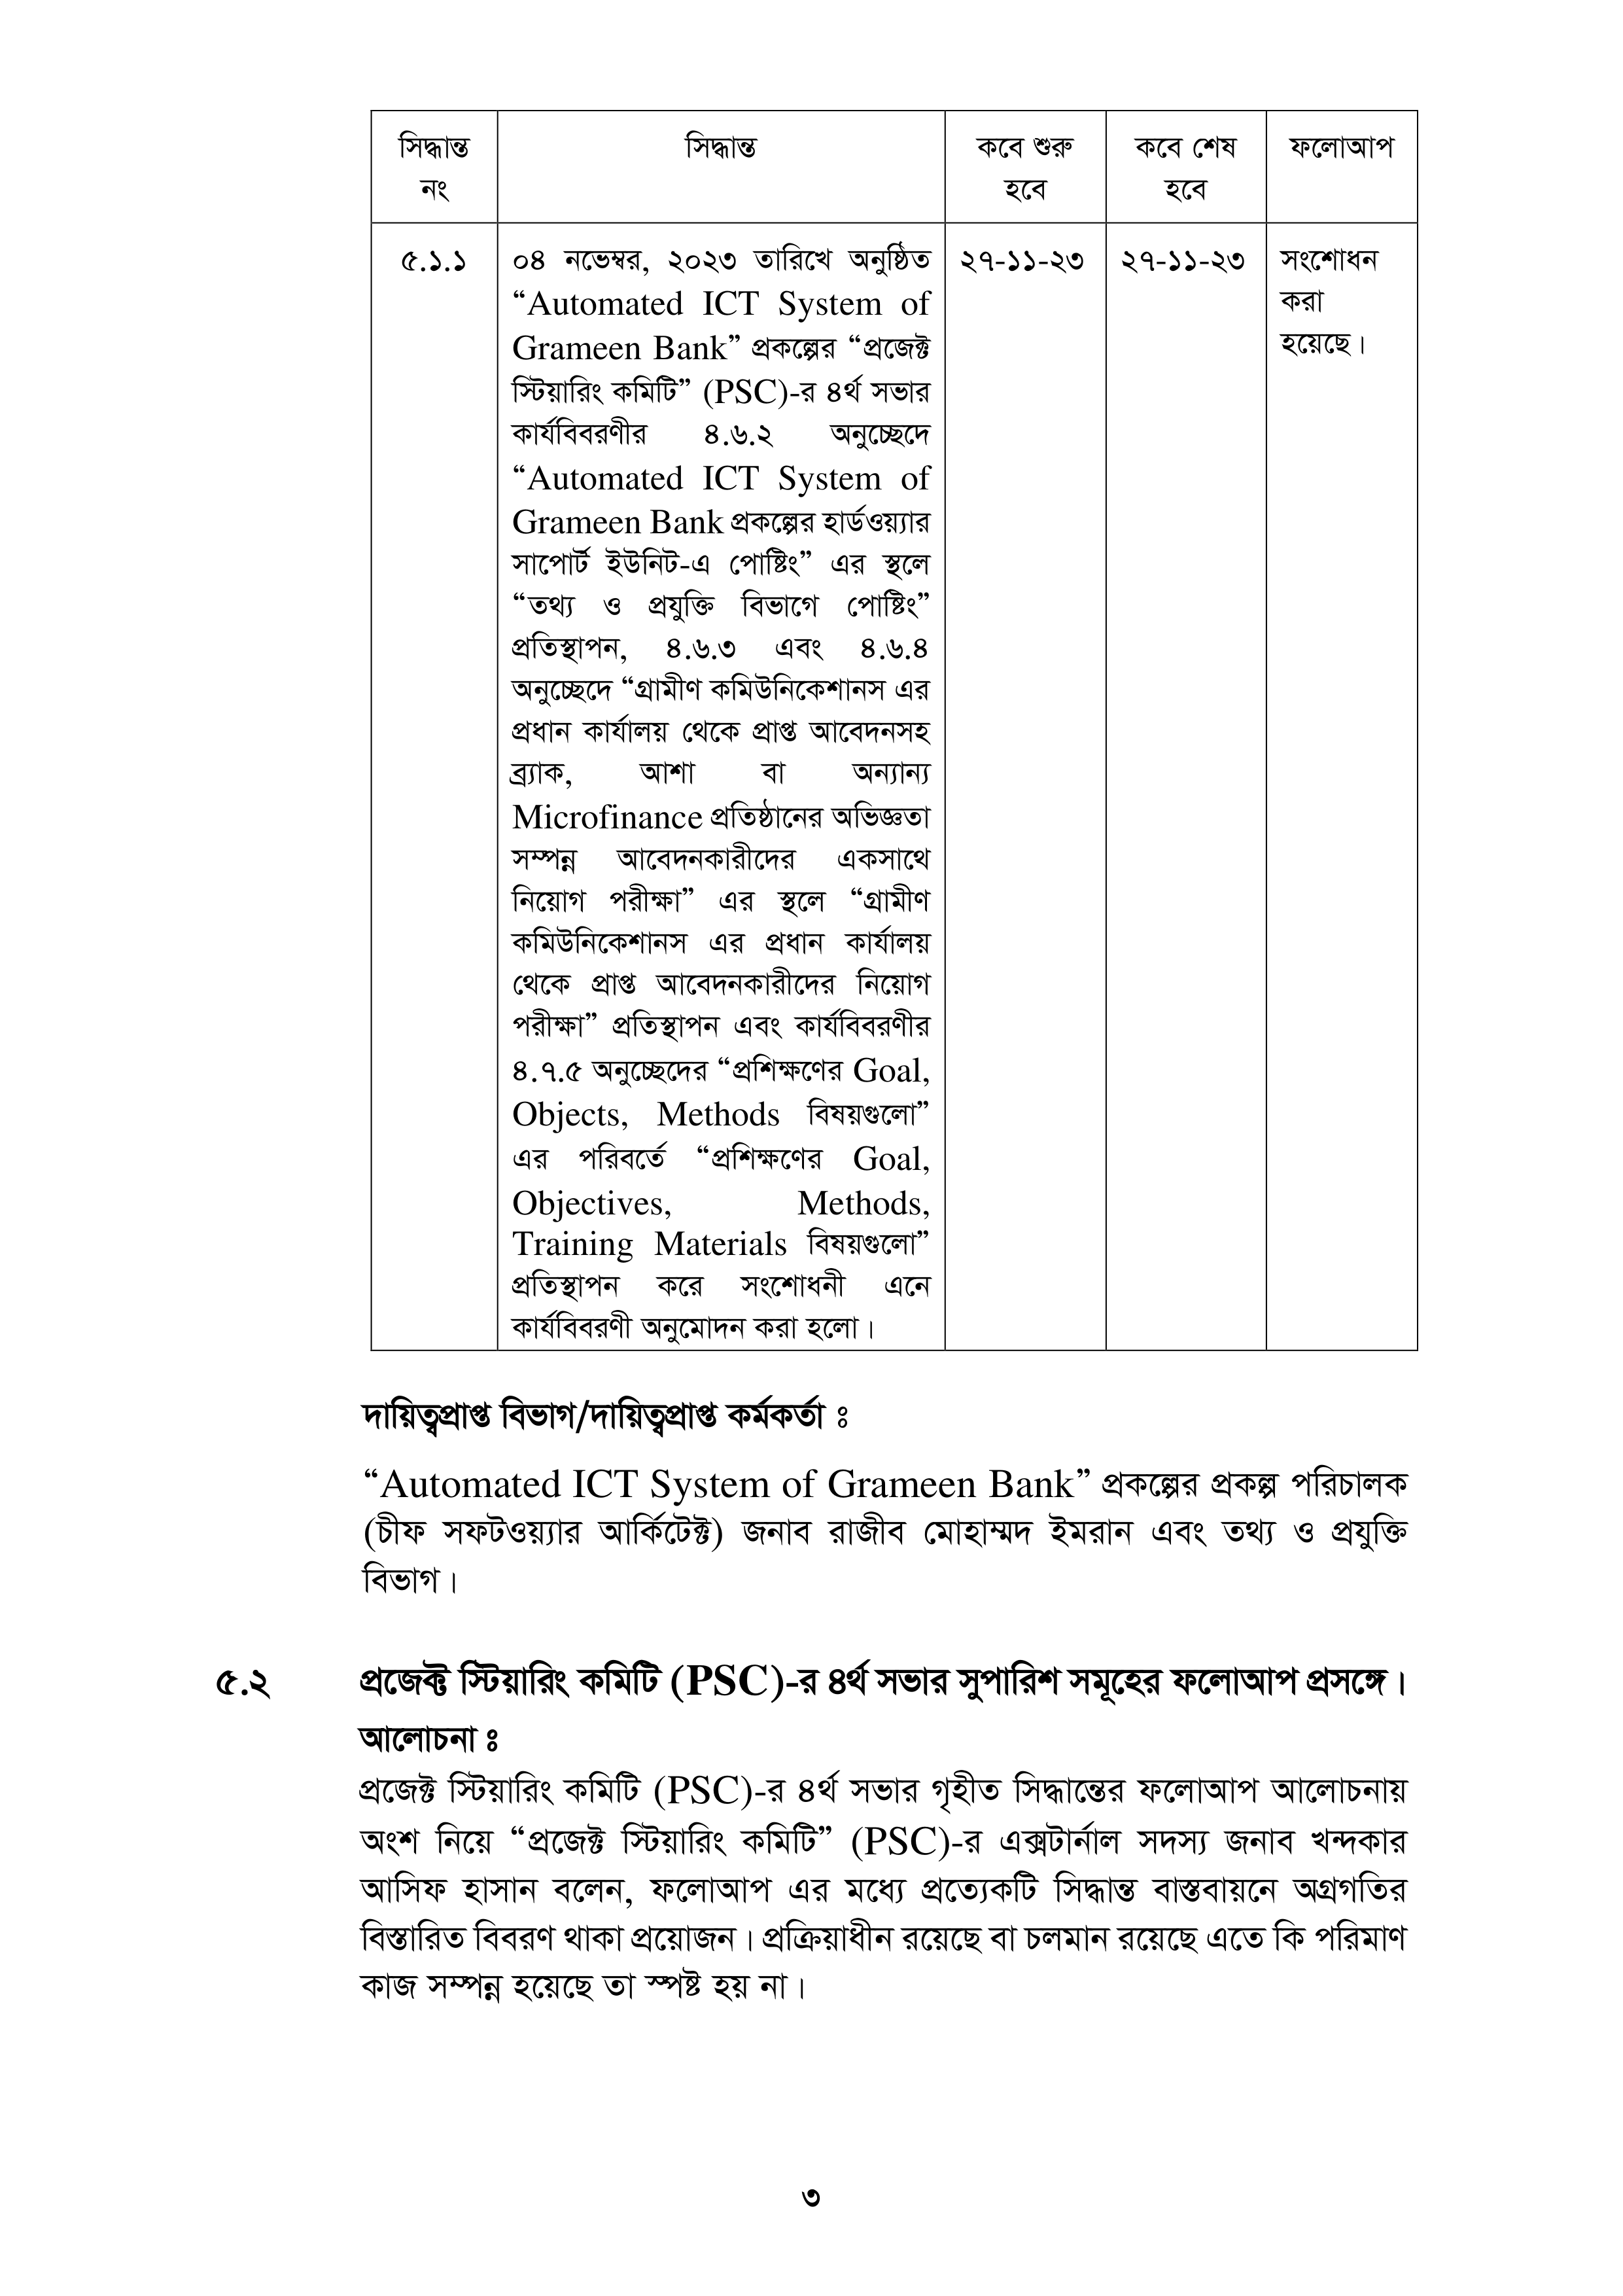 সিদ্ধান্ত নং
সিদ্ধান্ত
কবে শুরু হবে
কবে শেষ হবে
ফলোআপ
৫.১.১
০৪ নভেম্বর, ২০২৩ তারিখে অনুষ্ঠিত
“Automated ICT System of
Grameen Bank” প্রকল্পের “প্রজেক্ট
স্টিয়ারিং কমিটি” (PSC)-র ৪র্থ সভার
কার্যবিবরণীর ৪.৬.২ অনুচ্ছেদে
“Automated ICT System of
Grameen Bank প্রকল্পের হার্ডওয়্যার
সাপোর্ট ইউনিট-এ পোষ্টিং” এর স্থলে
“তথ্য ও প্রযুক্তি বিভাগে পোষ্টিং”
প্রতিস্থাপন, ৪.৬.৩ এবং ৪.৬.৪
অনুচ্ছেদে “গ্রামীণ কমিউনিকেশানস এর
প্রধান কার্যালয় থেকে প্রাপ্ত আবেদনসহ
ব্র্যাক, আশা বা অন্যান্য
Microfinance প্রতিষ্ঠানের অভিজ্ঞতা
সম্পন্ন আবেদনকারীদের একসাথে
নিয়োগ পরীক্ষা” এর স্থলে “গ্রামীণ
কমিউনিকেশানস এর প্রধান কার্যালয়
থেকে প্রাপ্ত আবেদনকারীদের নিয়োগ
পরীক্ষা” প্রতিস্থাপন এবং কার্যবিবরণীর
৪.৭.৫ অনুচ্ছেদের “প্রশিক্ষণের Goal,
Objects, Methods বিষয়গুলো”
এর পরিবর্তে “প্রশিক্ষণের Goal,
Objectives, Methods,
Training Materials বিষয়গুলো”
প্রতিস্থাপন করে সংশোধনী এনে
কার্যবিবরণী অনুমোদন করা হলো।
২৭-১১-২৩
২৭-১১-২৩
সংশোধন
করা
হয়েছে।
দায়িত্বপ্রাপ্ত বিভাগ/দায়িত্বপ্রাপ্ত কর্মকর্তা ঃ
“Automated ICT System of Grameen Bank” প্রকল্পের প্রকল্প পরিচালক
(চীফ সফটওয়্যার আর্কিটেক্ট) জনাব রাজীব মোহাম্মদ ইমরান এবং তথ্য ও প্রযুক্তি
বিভাগ।
৫.২ প্রজেক্ট স্টিয়ারিং কমিটি (PSC)-র ৪র্থ সভার সুপারিশ সমূহের ফলোআপ প্রসঙ্গে।
আলোচনা ঃ
প্রজেক্ট স্টিয়ারিং কমিটি (PSC)-র ৪র্থ সভার গৃহীত সিদ্ধান্তের ফলোআপ আলোচনায়
অংশ নিয়ে “প্রজেক্ট স্টিয়ারিং কমিটি” (PSC)-র এক্সটার্নাল সদস্য জনাব খন্দকার
আসিফ হাসান বলেন, ফলোআপ এর মধ্যে প্রত্যেকটি সিদ্ধান্ত বাস্তবায়নে অগ্রগতির
বিস্তারিত বিবরণ থাকা প্রয়োজন। প্রক্রিয়াধীন রয়েছে বা চলমান রয়েছে এতে কি পরিমাণ
কাজ সম্পন্ন হয়েছে তা স্পষ্ট হয় না।
৩